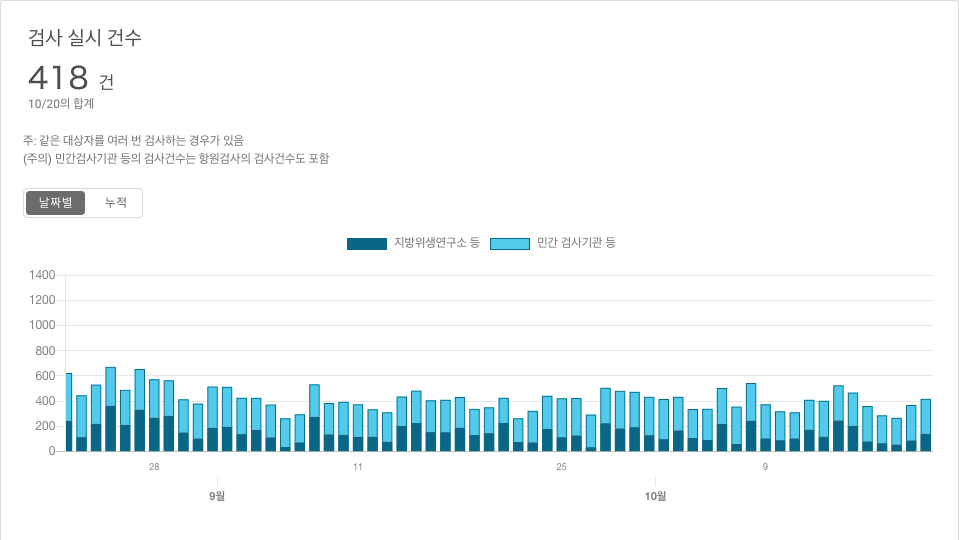 검사 실시 건수
418 건
10/20의 합계
주: 같은 대상자를 여러 번 검사하는 경우가 있음
(주의) 민간검사기관 등의 검사건수는 항원검사의 검사건수도 포함
날짜별 누적
지방위생연구소 등 민간 검사기관 등
1400
1200
1000
800
600
400
200
0
28 11 25 9
9월 10월